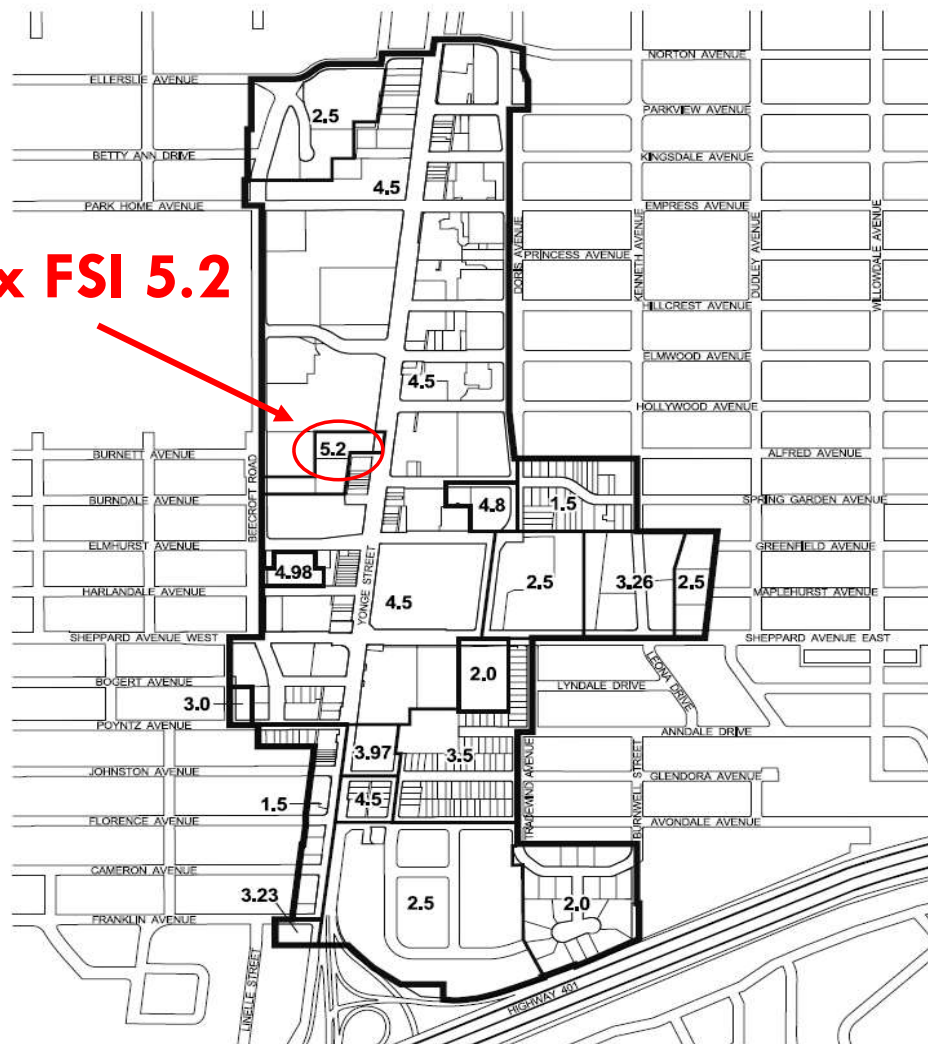 NORTON AVENUE
ELLERSLIE AVENUE
PARKVIEW AVENUE
2.5
BETTY ANN DRIVE
KINGSDALE AVENUE
4.5
PARK HOME AVENUE
EMPRESS AVENUE
DORIS AVENUE
KENNETH AVENUE
DUDLEY AVENUE
WILLOWDALE AVENUE
PRINCESS AVENUE
x FSI 5.2
HILLCREST AVENUE
ELMWOOD AVENUE
4.5
HOLLYWOOD AVENUE
5.2
BURNETT AVENUE
ALFRED AVENUE
BEECROFT ROAD
BURNDALE AVENUE
4.8
1.5
SPRING GARDEN AVENUE
ELMHURST AVENUE
GREENFIELD AVENUE
4.98
YONGE STREET
2.5
3.26
2.5
HARLANDALE AVENUE
4.5
MAPLEHURST AVENUE
SHEPPARD AVENUE WEST
SHEPPARD AVENUE EAST
LEONA DRIVE
2.0
BOGERT AVENUE
LYNDALE DRIVE
3.0
POYNTZ AVENUE
ANNDALE DRIVE
3.97
3.5
JOHNSTON AVENUE
TRADEWIND AVENUE
BURNWELL STREET
GLENDORA AVENUE
1.5
4.5
FLORENCE AVENUE
AVONDALE AVENUE
CAMERON AVENUE
3.23
2.5
2.0
FRANKLIN AVENUE
LINELLE STREET
HIGHWAY 401